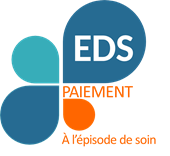 EDS
PAIEMENT
À l'épisode de soin